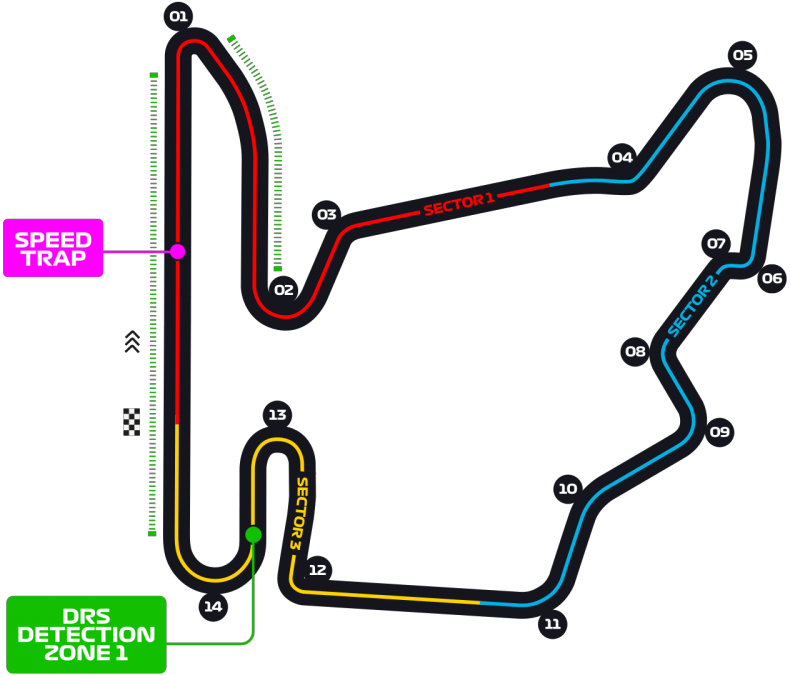 01
05
04
SECTOR 1
03
SPEED
TRAP
07
06
02
SECTOR 2
08
13
09
10
SECTOR 3
12
14
11
DRS
DETECTION
ZONE 1